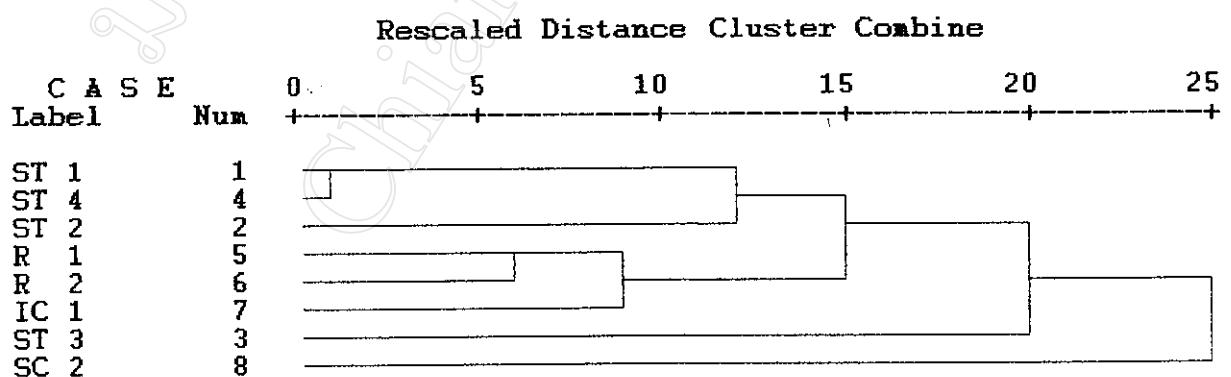 Rescaled Distance Cluster Combine
C A S E 0 5 10 15 20 25
Label Num
ST 1 1
ST 4 4
ST 2 2
R 1 5
R 2 6
IC 1 7
ST 3 3
SC 2 8
Chian